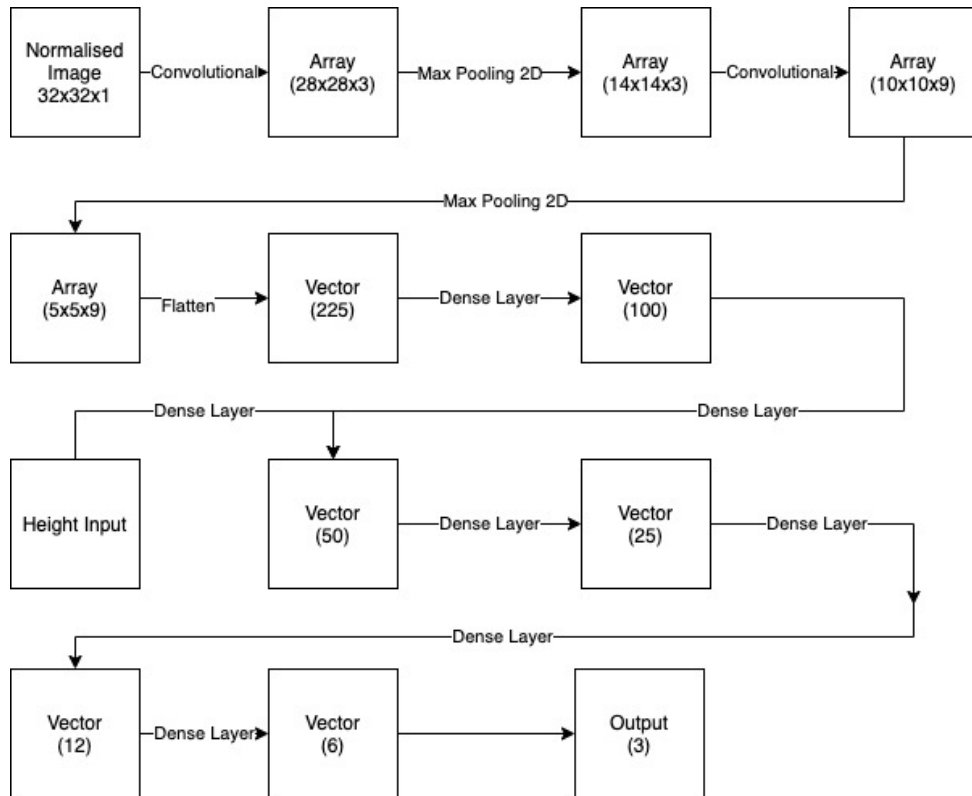 Normalised
Image
32x32x1
Convolutional
Array
(28x28x3)
Max Pooling 2D
Array
(14x14x3)
Convolutional
Array
(10x10x9)
Max Pooling 2D
Array
(5x5x9)
Flatten
Vector
(225)
Dense Layer
Vector
(100)
Dense Layer
Dense Layer
Height Input
Vector
(50)
Dense Layer
Vector
(25)
Dense Layer
Dense Layer
Vector
(12)
Dense Layer
Vector
(6)
Output
(3)